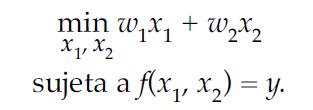 min w₁x₁ + w₂x₂
x₁, x₂
sujeta a f(x₁, x₂) = y.